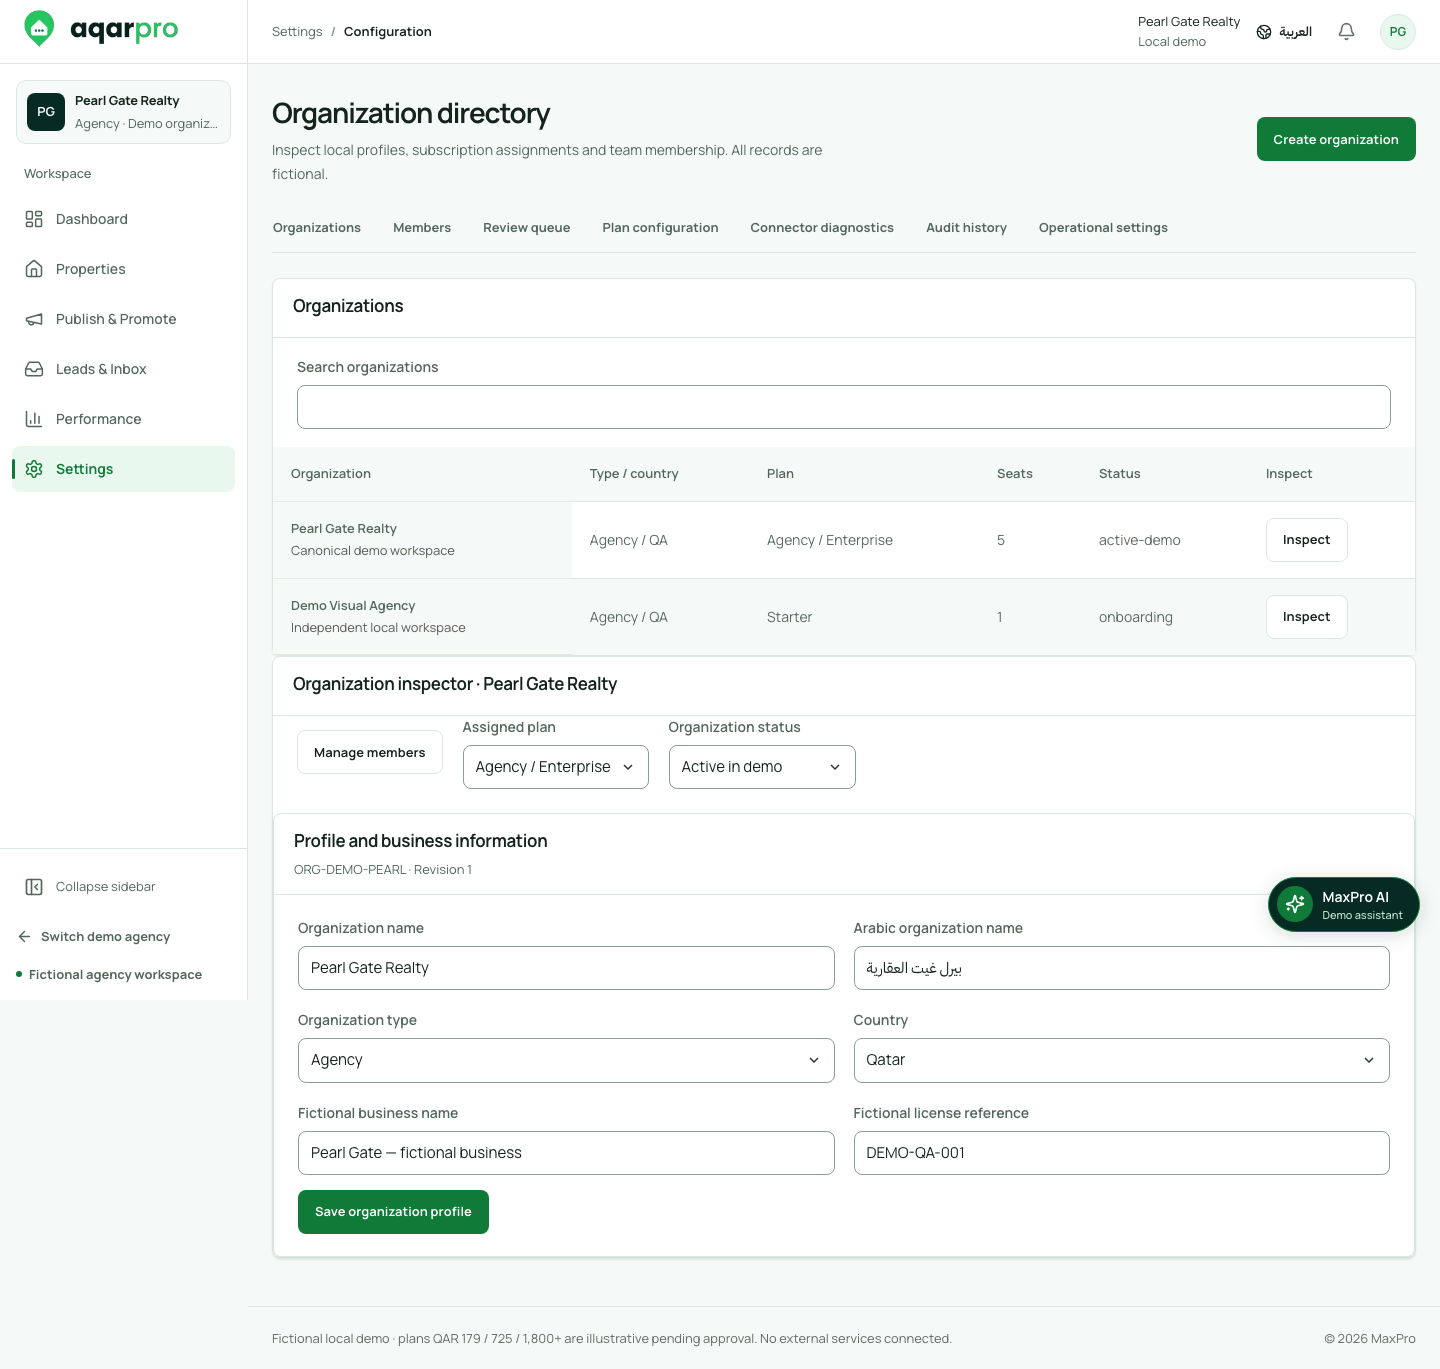 aqarpro
Settings / Configuration
Pearl Gate Realty
Local demo
العربية
PG
PG
Pearl Gate Realty
Agency · Demo organiz...
Workspace
Dashboard
Properties
Publish & Promote
Leads & Inbox
Performance
Settings
Collapse sidebar
Switch demo agency
Fictional agency workspace
Organization directory
Inspect local profiles, subscription assignments and team membership. All records are
fictional.
Create organization
Organizations Members Review queue Plan configuration Connector diagnostics Audit history Operational settings
Organizations
Search organizations
Organization Type / country Plan Seats Status Inspect
Pearl Gate Realty
Canonical demo workspace
Agency / QA Agency / Enterprise 5 active-demo Inspect
Demo Visual Agency
Independent local workspace
Agency / QA Starter 1 onboarding Inspect
Organization inspector · Pearl Gate Realty
Manage members
Assigned plan
Agency / Enterprise
Organization status
Active in demo
Profile and business information
ORG-DEMO-PEARL · Revision 1
MaxPro AI
Demo assistant
Organization name
Pearl Gate Realty
Arabic organization name
بيرل غيت العقارية
Organization type
Agency
Country
Qatar
Fictional business name
Pearl Gate — fictional business
Fictional license reference
DEMO-QA-001
Save organization profile
Fictional local demo · plans QAR 179 / 725 / 1,800+ are illustrative pending approval. No external services connected.
© 2026 MaxPro